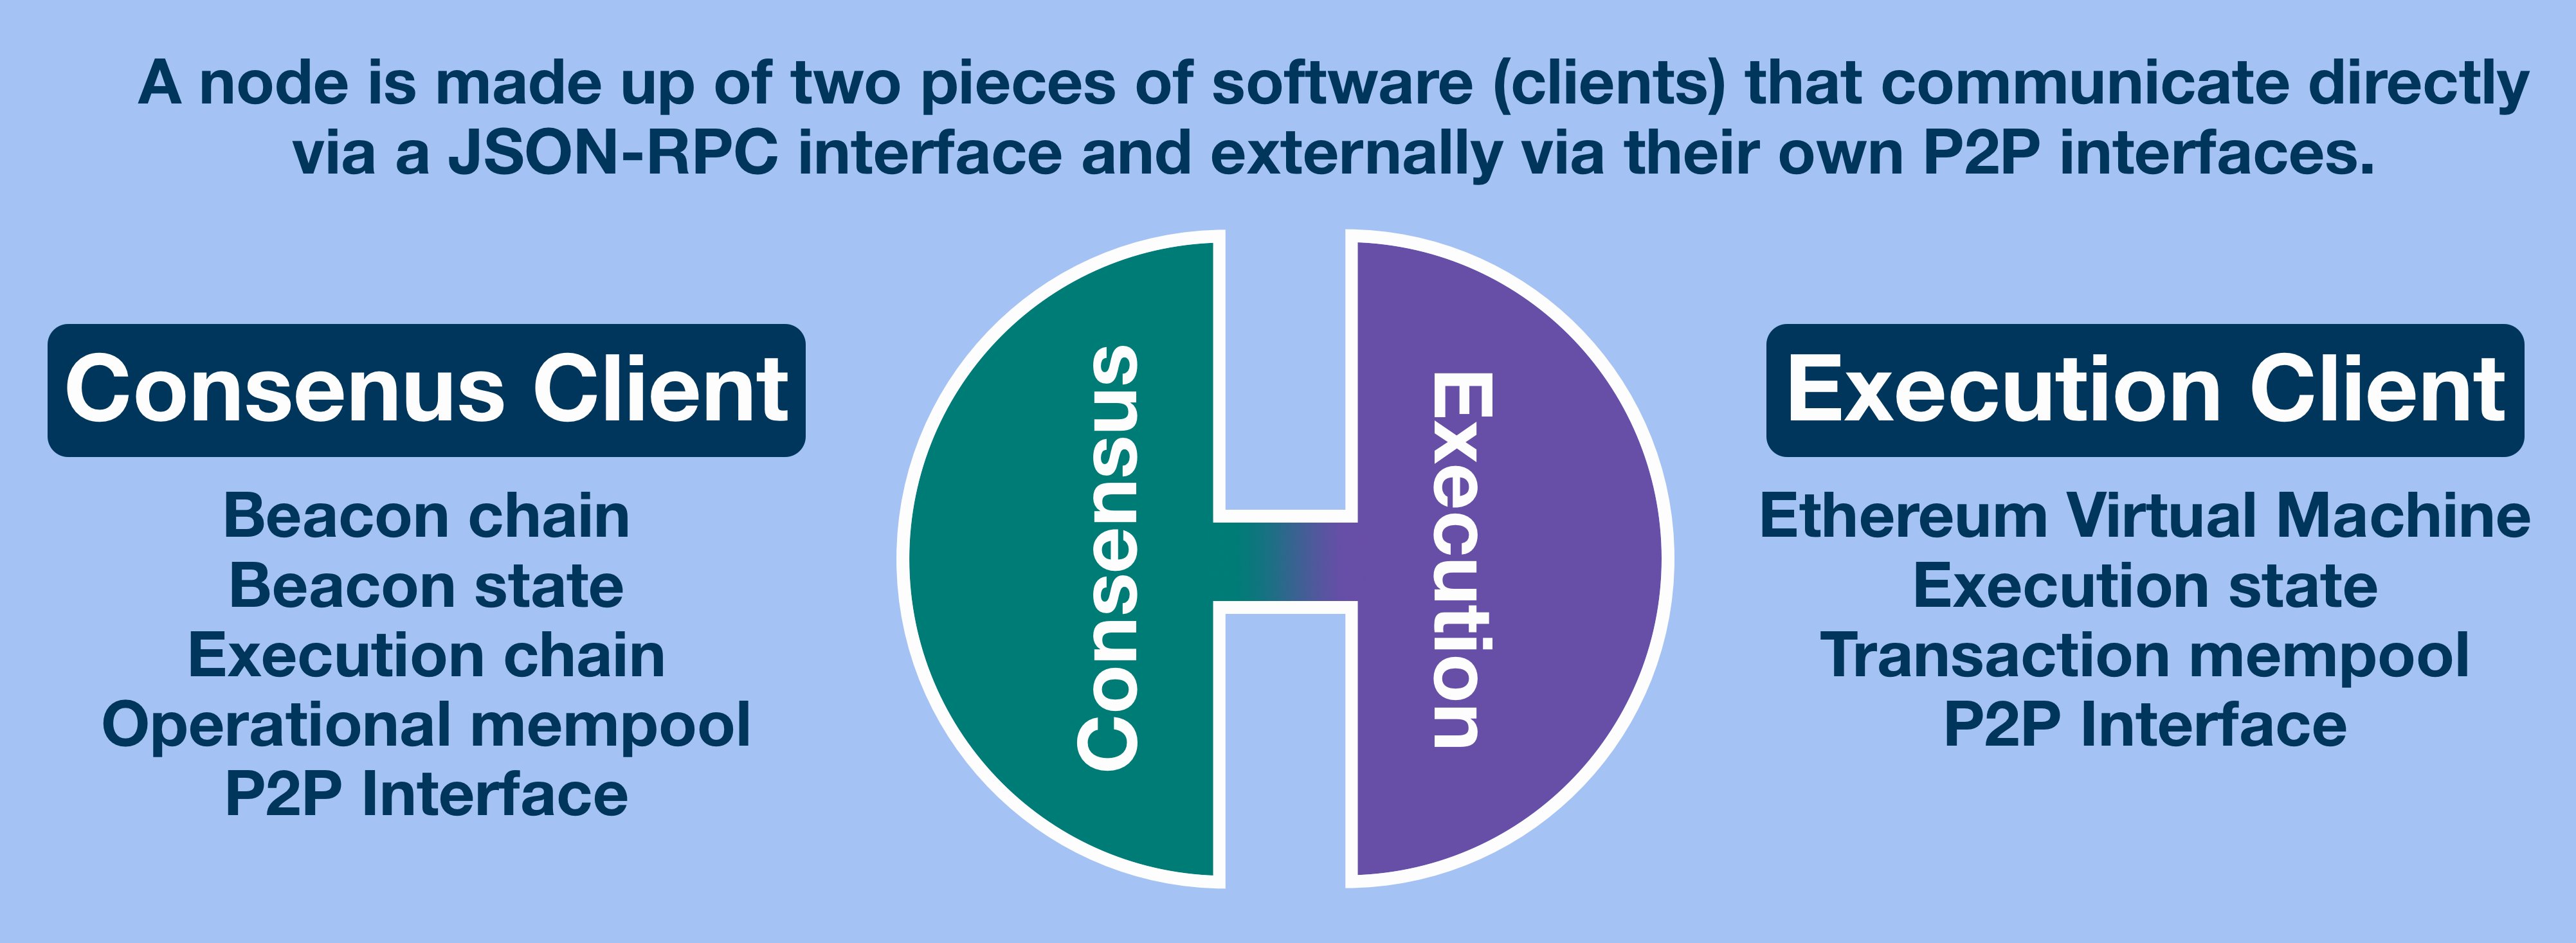 A node is made up of two pieces of software (clients) that communicate directly
via a JSON-RPC interface and externally via their own P2P interfaces.
Consenus Client
Beacon chain
Beacon state
Execution chain
Operational mempool
P2P Interface
Consensus
Execution
Execution Client
Ethereum Virtual Machine
Execution state
Transaction mempool
P2P Interface